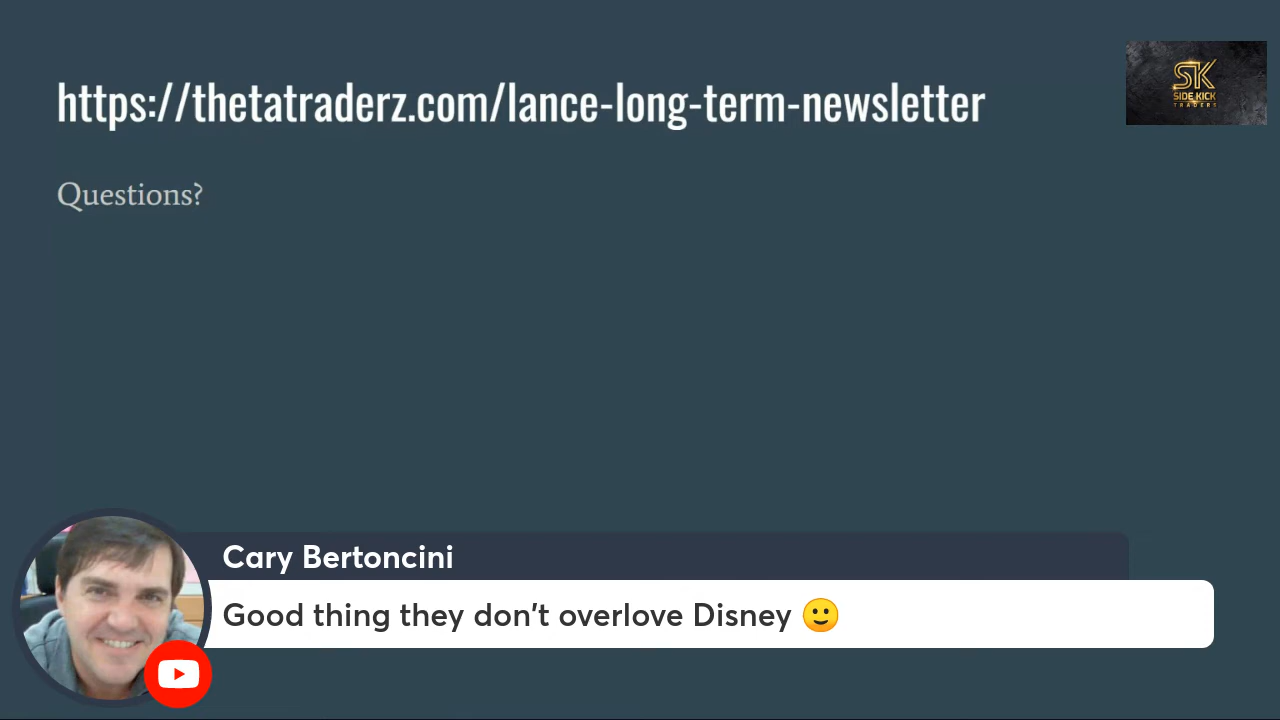 https://thetatraderz.com/lance-long-term-newsletter
SK
SIDE KICK
TRADERS
Questions?
Cary Bertoncini
Good thing they don't overlove Disney 🙂